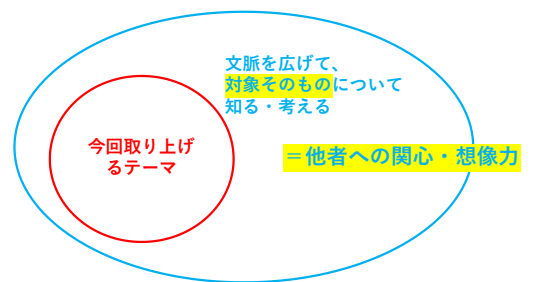 文脈を広げて、
対象そのものについて
知る・考える
今回取り上げ
るテーマ
＝他者への関心・想像力